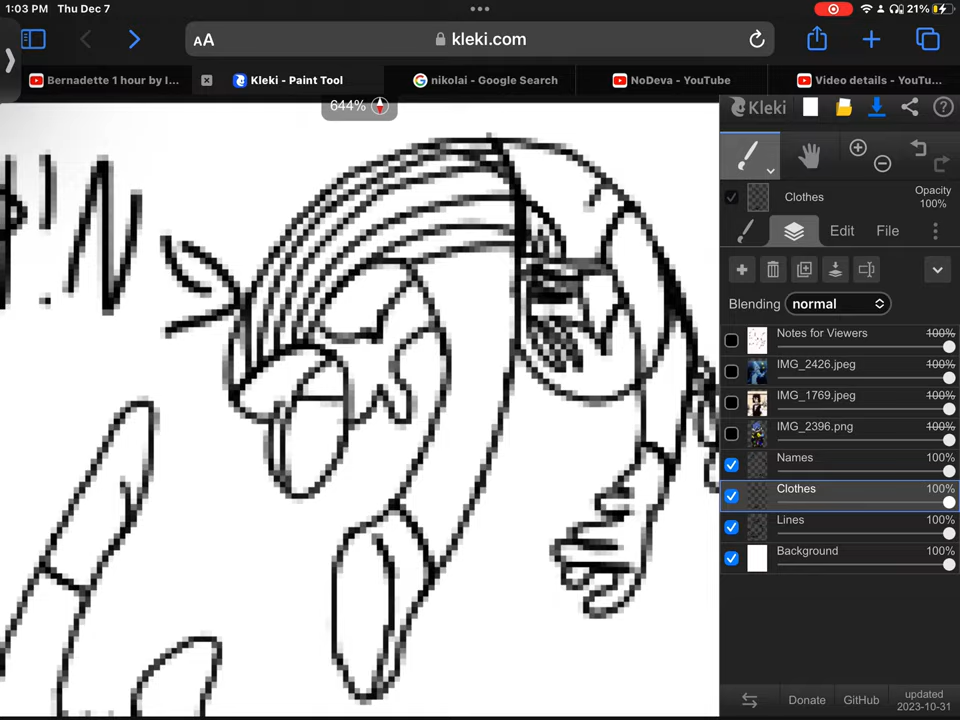 1:03 PM Thu Dec 7
21%
AA
kleki.com
Bernadette 1 hour by I...
Kleki - Paint Tool
nikolai - Google Search
NoDeva - YouTube
Video details - YouTu...
644%
Kleki
Clothes
Opacity
100%
Edit
File
Blending
normal
Notes for Viewers
100%
IMG_2426.jpeg
100%
IMG_1769.jpeg
100%
IMG_2396.png
100%
Names
100%
Clothes
100%
Lines
100%
Background
100%
Donate
GitHub
updated
2023-10-31